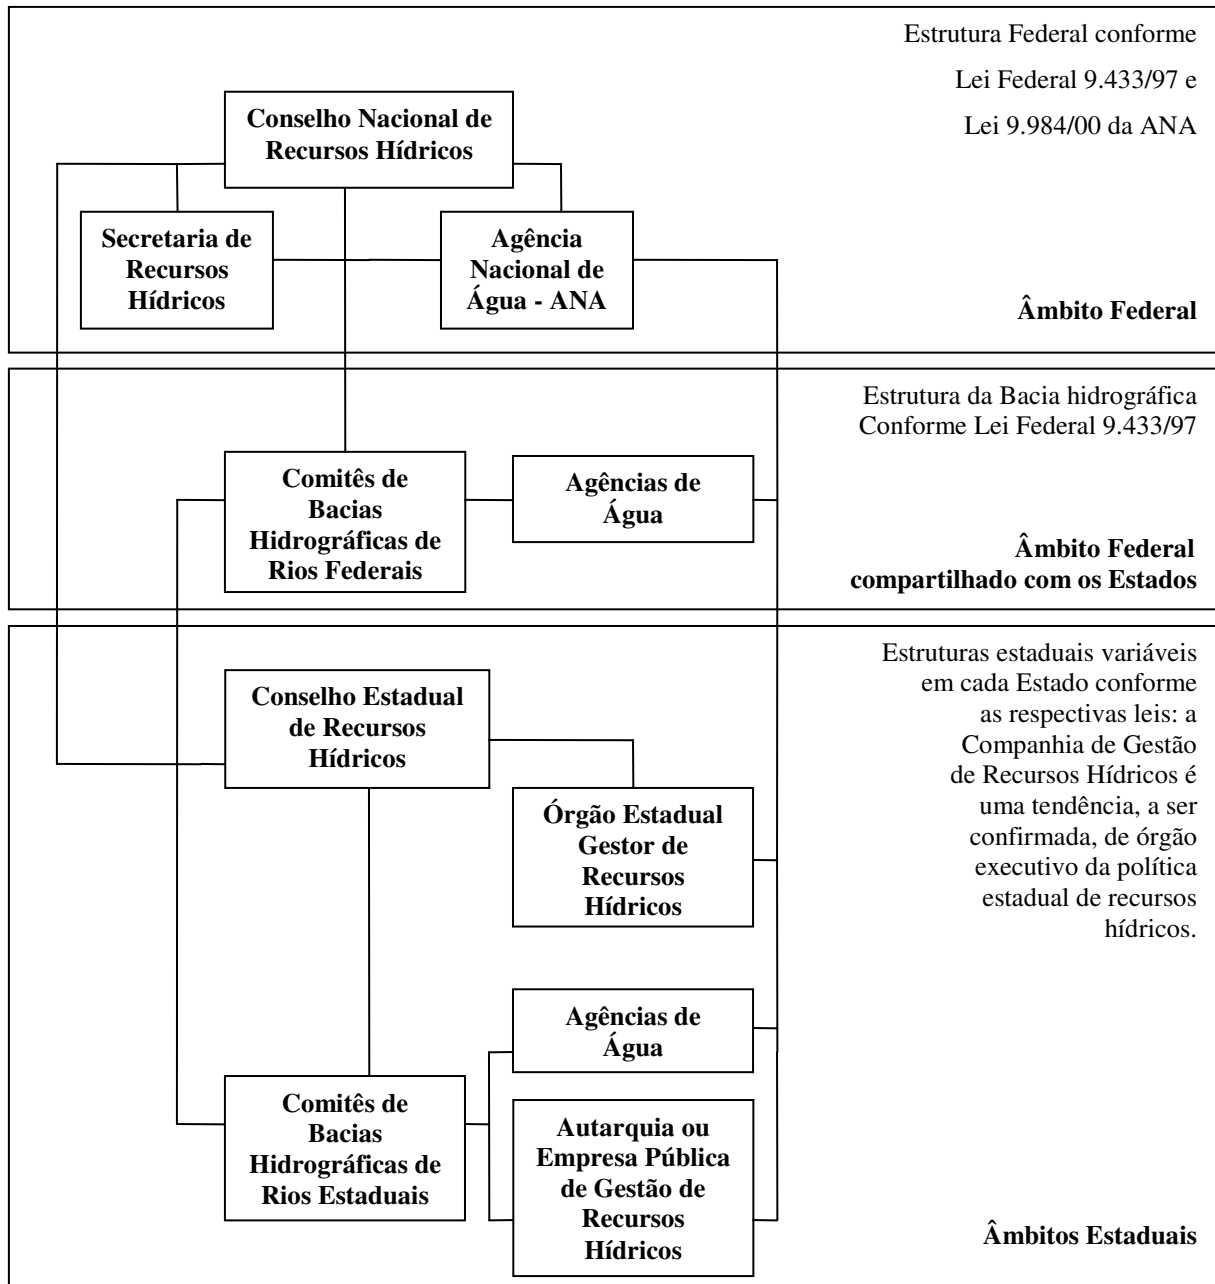 Estrutura Federal conforme
Lei Federal 9.433/97 e
Lei 9.984/00 da ANA
Conselho Nacional de
Recursos Hídricos
Secretaria de
Recursos
Hídricos
Agência
Nacional de
Água - ANA
Âmbito Federal
Estrutura da Bacia hidrográfica
Conforme Lei Federal 9.433/97
Comitês de
Bacias
Hidrográficas de
Rios Federais
Agências de
Água
Âmbito Federal
compartilhado com os Estados
Estruturas estaduais variáveis
em cada Estado conforme
as respectivas leis: a
Companhia de Gestão
de Recursos Hídricos é
uma tendência, a ser
confirmada, de órgão
executivo da política
estadual de recursos
hídricos.
Conselho Estadual
de Recursos
Hídricos
Órgão Estadual
Gestor de
Recursos
Hídricos
Agências de
Água
Comitês de
Bacias
Hidrográficas de
Rios Estaduais
Autarquia ou
Empresa Pública
de Gestão de
Recursos
Hídricos
Âmbitos Estaduais